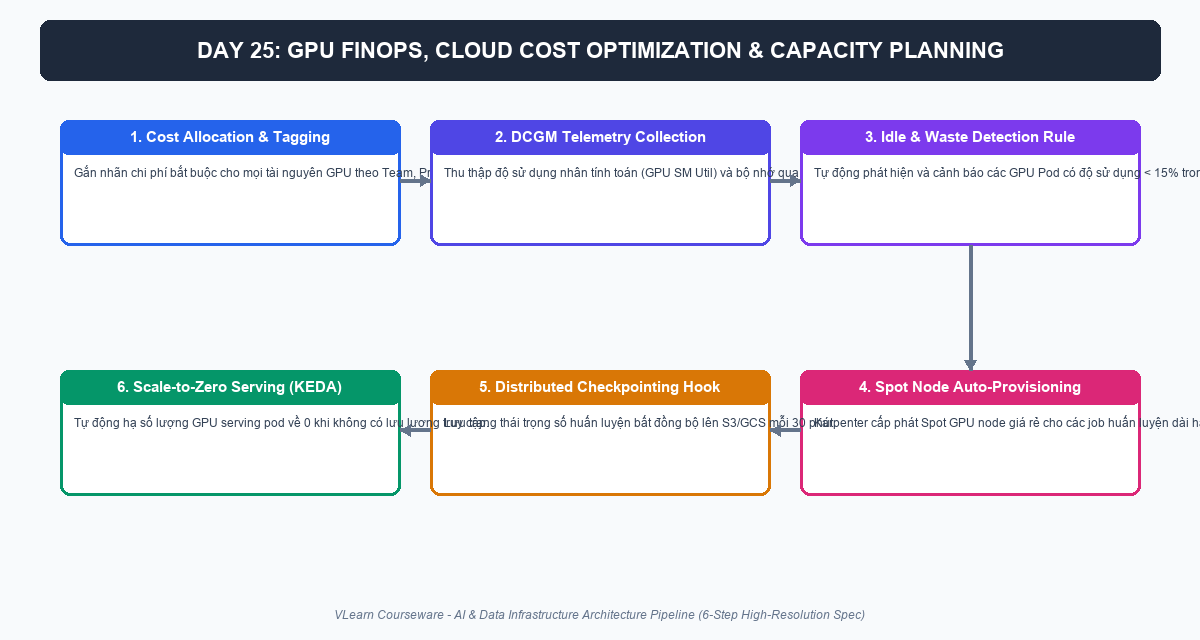 DAY 25: GPU FINOPS, CLOUD COST OPTIMIZATION & CAPACITY PLANNING
1. Cost Allocation & Tagging
Gắn nhãn chi phí bắt buộc cho mọi tài nguyên GPU theo Team,
2. DCGM Telemetry Collection
Thu thập độ sử dụng nhân tính toán (GPU SM Util) và bộ nhớ qua
3. Idle & Waste Detection Rule
Tự động phát hiện và cảnh báo các GPU Pod có độ sử dụng < 15%
6. Scale-to-Zero Serving (KEDA)
Tự động hạ số lượng GPU serving pod về 0 khi không có lưu lượng truy cập.
5. Distributed Checkpointing Hook
Lưu trạng thái trọng số huấn luyện bất đồng bộ lên S3/GCS mỗi 30 phút.
4. Spot Node Auto-Provisioning
Karpenter cấp phát Spot GPU node giá rẻ cho các job huấn luyện dài
VLearn Courseware - AI & Data Infrastructure Architecture Pipeline (6-Step High-Resolution Spec)